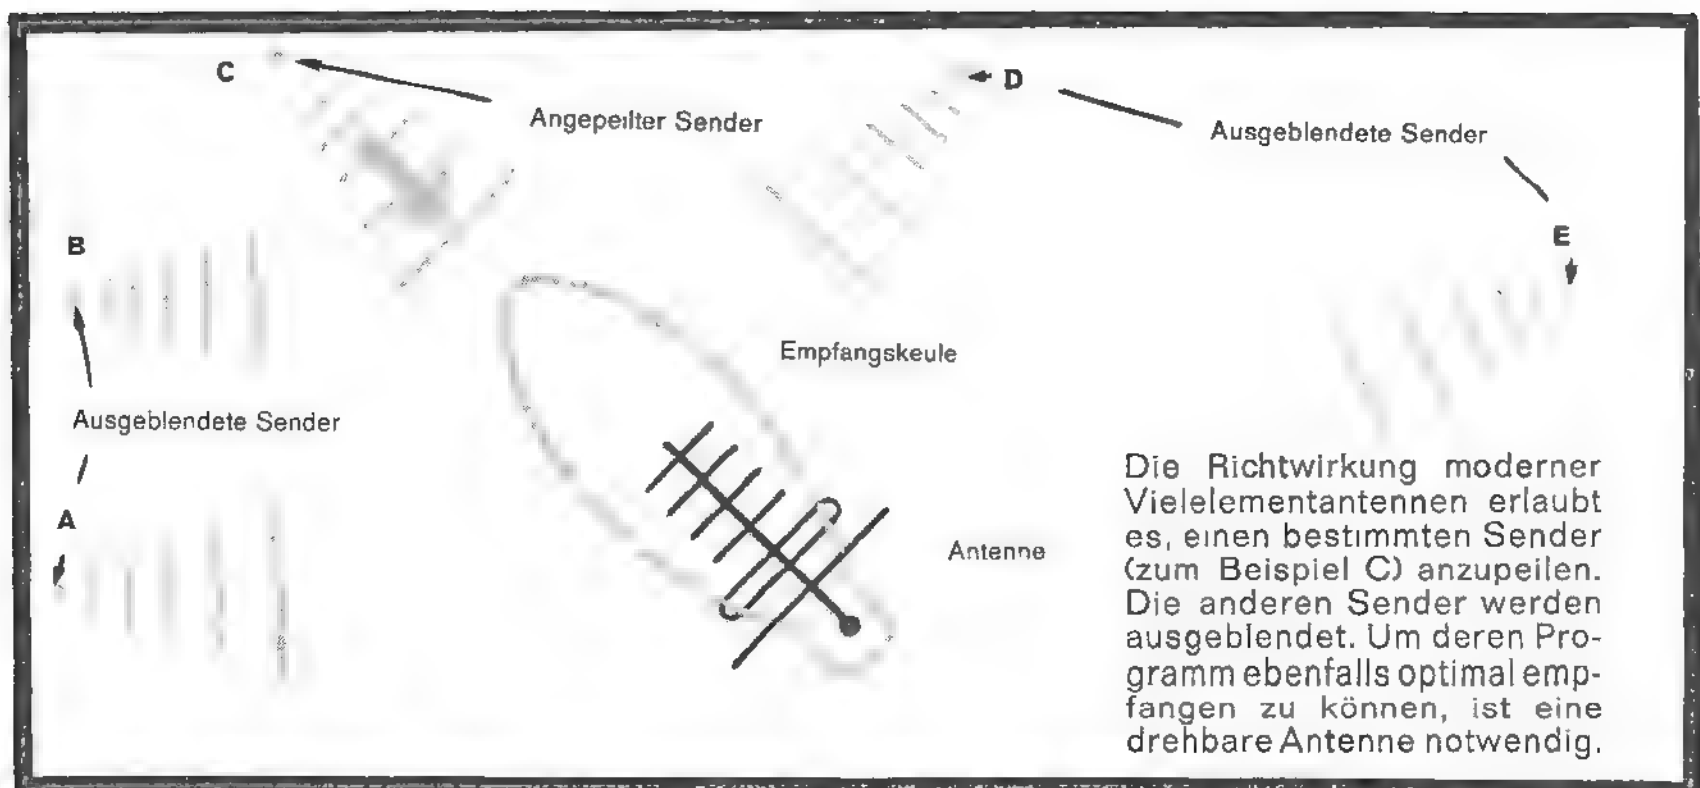 C
D
Angepeilter Sender
Ausgeblendete Sender
B
E
Empfangskeule
Ausgeblendete Sender
A
Antenne
Die Richtwirkung moderner
Vielelementantennen erlaubt
es, einen bestimmten Sender
(zum Beispiel C) anzupeilen.
Die anderen Sender werden
ausgeblendet. Um deren Pro-
gramm ebenfalls optimal emp-
fangen zu können, ist eine
drehbare Antenne notwendig.